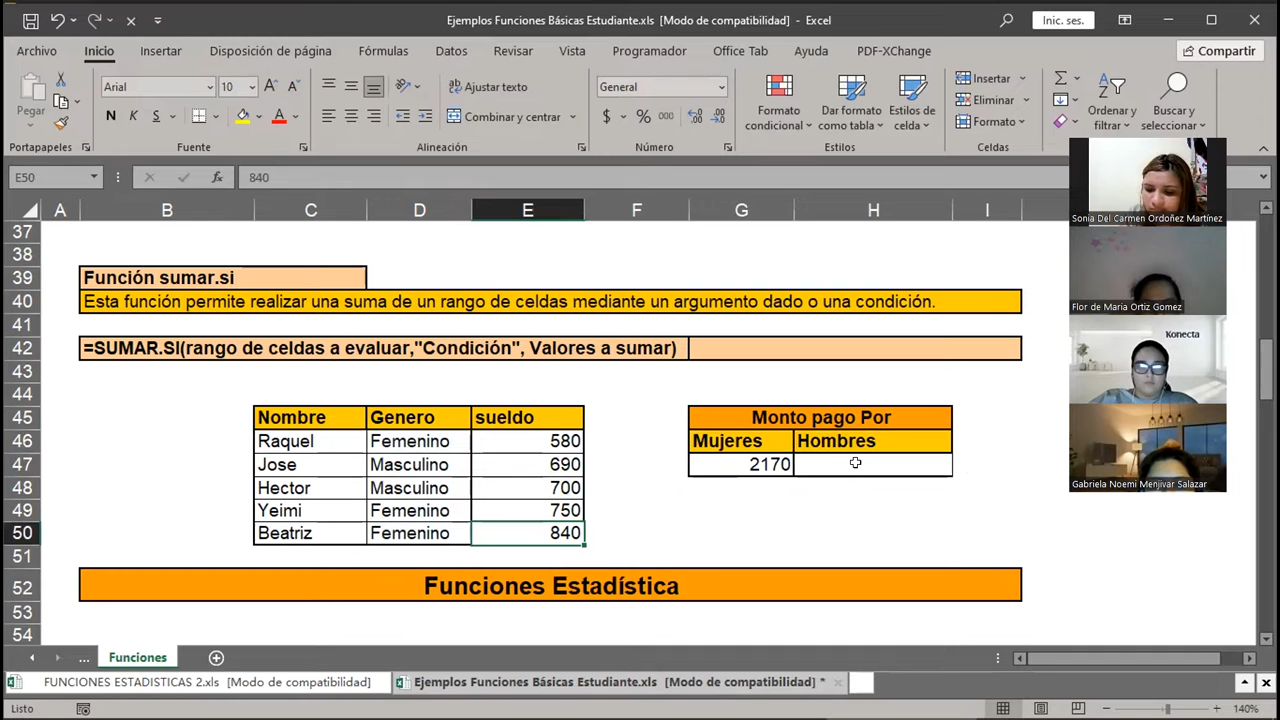 Ejemplos Funciones Básicas Estudiante.xls [Modo de compatibilidad] - Excel
Inic. ses.
Archivo Inicio Insertar Disposición de página Fórmulas Datos Revisar Vista Programador Office Tab Ayuda PDF-XChange
Compartir
Pegar
Portapapeles
Arial 10
N K S
Fuente
Ajustar texto
Combinar y centrar
Alineación
General
$ % 000
Número
Formato condicional
Dar formato como tabla
Estilos de celda
Estilos
Insertar
Eliminar
Formato
Celdas
Ordenar y filtrar
Buscar y seleccionar
E50
fx
840
A B C D E F G H I
37
38
39 Función sumar.si
40 Esta función permite realizar una suma de un rango de celdas mediante un argumento dado o una condición.
41
42 =SUMAR.SI(rango de celdas a evaluar,"Condición", Valores a sumar)
43
44
45 Nombre Genero sueldo Monto pago Por
46 Raquel Femenino 580 Mujeres Hombres
47 Jose Masculino 690 2170
48 Hector Masculino 700
49 Yeimi Femenino 750
50 Beatriz Femenino 840
51
52 Funciones Estadística
53
54
Sonia Del Carmen Ordoñez Martínez
Flor de Maria Ortiz Gomez
Konecta
Gabriela Noemi Menjivar Salazar
... Funciones
FUNCIONES ESTADISTICA 2.xls [Modo de compatibilidad]
Ejemplos Funciones Básicas Estudiante.xls [Modo de compatibilidad] *
Listo
140%